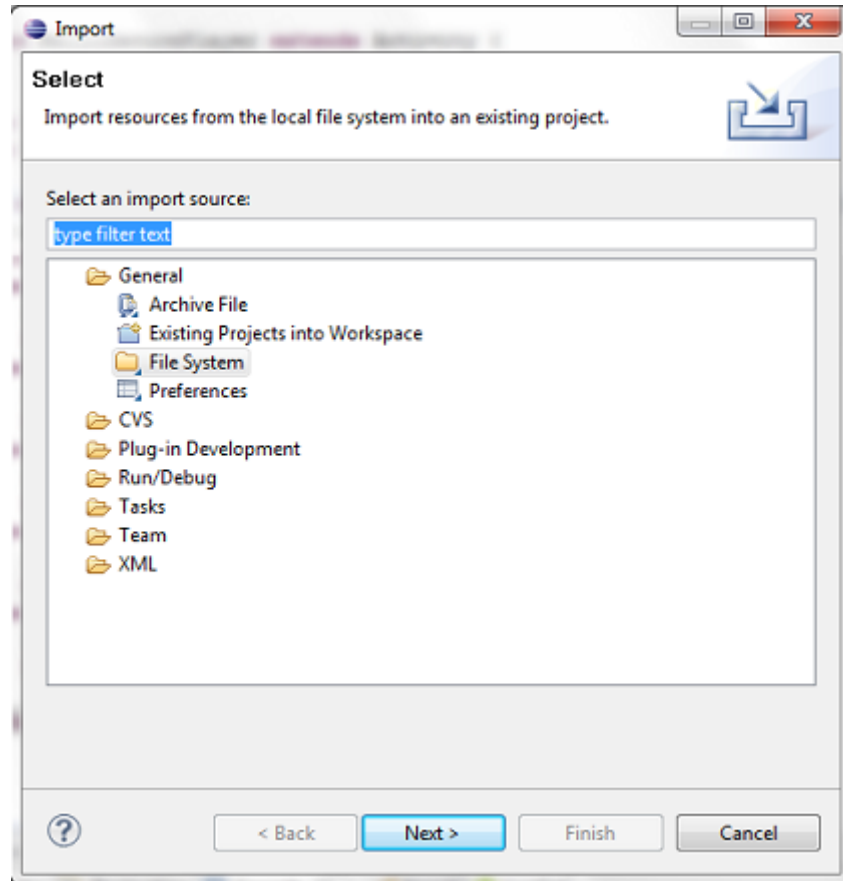 Import
Select
Import resources from the local file system into an existing project.
Select an import source:
type filter text
General
Archive File
Existing Projects into Workspace
File System
Preferences
CVS
Plug-in Development
Run/Debug
Tasks
Team
XML
? < Back Next > Finish Cancel